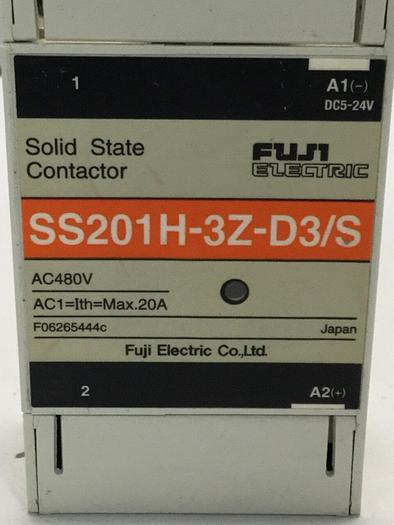 1 A1(-)
DC5-24V
Solid State
Contactor
FUJI
ELECTRIC
SS201H-3Z-D3/S
AC480V
AC1=Ith=Max.20A
F06265444c Japan
Fuji Electric Co.,Ltd.
2 A2(+)